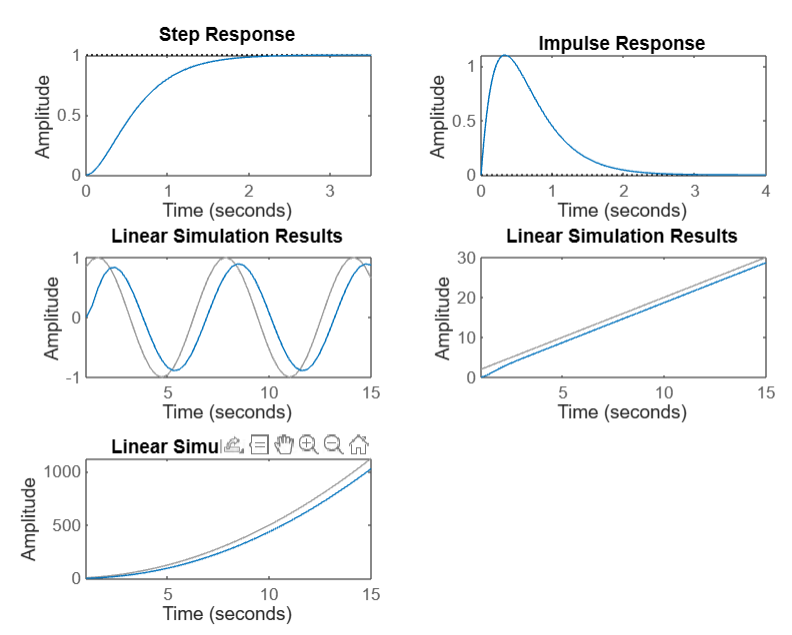 Step Response
Amplitude
1
0.5
0
0 1 2 3
Time (seconds)
Impulse Response
Amplitude
1
0.5
0
0 1 2 3 4
Time (seconds)
Linear Simulation Results
Amplitude
1
0
-1
5 10 15
Time (seconds)
Linear Simulation Results
Amplitude
30
20
10
0
5 10 15
Time (seconds)
Linear Simu
Amplitude
1000
500
0
5 10 15
Time (seconds)